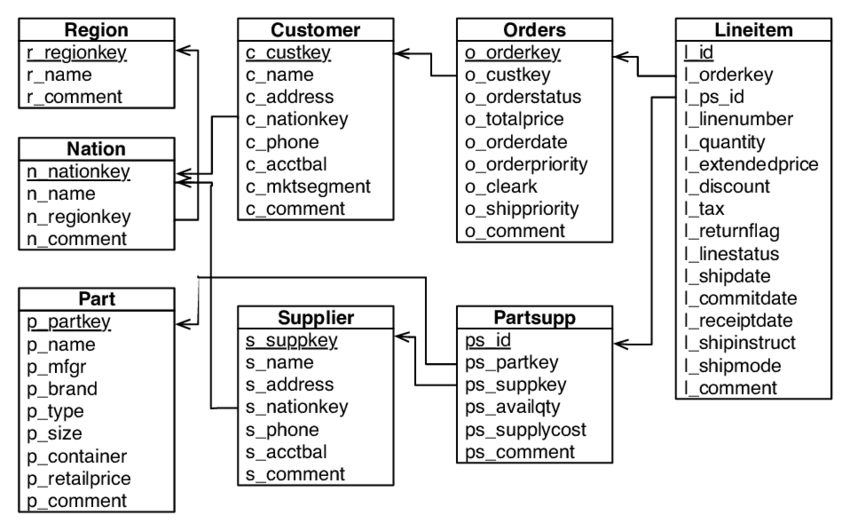 Region
r_regionkey
r_name
r_comment
Nation
n_nationkey
n_name
n_regionkey
n_comment
Part
p_partkey
p_name
p_mfgr
p_brand
p_type
p_size
p_container
p_retailprice
p_comment
Customer
c_custkey
c_name
c_address
c_nationkey
c_phone
c_acctbal
c_mktsegment
c_comment
Supplier
s_suppkey
s_name
s_address
s_nationkey
s_phone
s_acctbal
s_comment
Orders
o_orderkey
o_custkey
o_orderstatus
o_totalprice
o_orderdate
o_orderpriority
o_cleark
o_shippriority
o_comment
Partsupp
ps_id
ps_partkey
ps_suppkey
ps_availqty
ps_supplycost
ps_comment
Lineitem
l_id
l_orderkey
l_ps_id
l_linenumber
l_quantity
l_extendedprice
l_discount
l_tax
l_returnflag
l_linestatus
l_shipdate
l_commitdate
l_receiptdate
l_shipinstruct
l_shipmode
l_comment